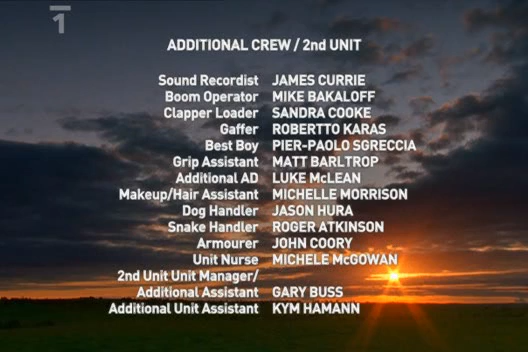 1
ADDITIONAL CREW / 2nd UNIT
Sound Recordist JAMES CURRIE
Boom Operator MIKE BAKALOFF
Clapper Loader SANDRA COOKE
Gaffer ROBERTTO KARAS
Best Boy PIER-PAOLO SGRECCIA
Grip Assistant MATT BARLTROP
Additional AD LUKE McLEAN
Makeup/Hair Assistant MICHELLE MORRISON
Dog Handler JASON HURA
Snake Handler ROGER ATKINSON
Armourer JOHN COORY
Unit Nurse MICHELE McGOWAN
2nd Unit Unit Manager/
Additional Assistant GARY BUSS
Additional Unit Assistant KYM HAMANN